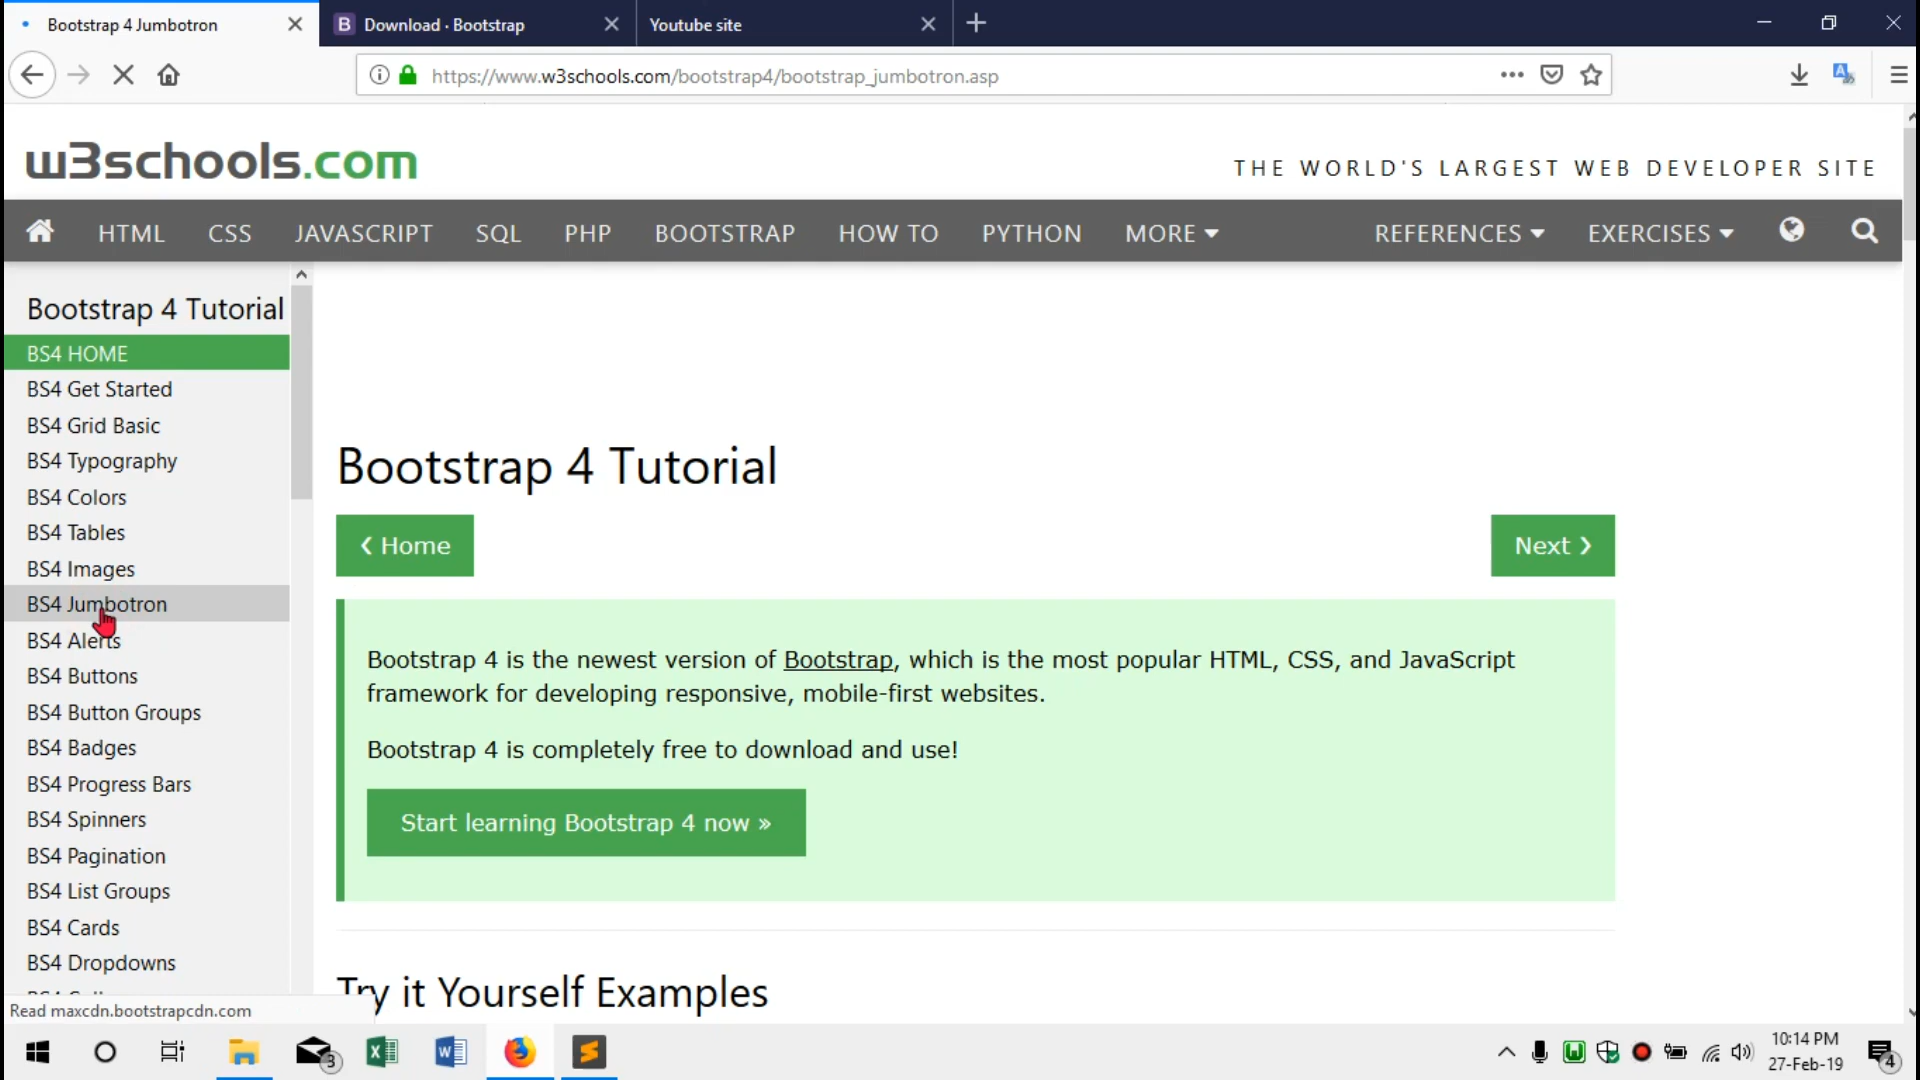 Bootstrap 4 Jumbotron
B Download · Bootstrap
Youtube site
https://www.w3schools.com/bootstrap4/bootstrap_jumbotron.asp
w3schools.com
THE WORLD'S LARGEST WEB DEVELOPER SITE
HTML CSS JAVASCRIPT SQL PHP BOOTSTRAP HOW TO PYTHON MORE REFERENCES EXERCISES
Bootstrap 4 Tutorial
BS4 HOME
BS4 Get Started
BS4 Grid Basic
BS4 Typography
BS4 Colors
BS4 Tables
BS4 Images
BS4 Jumbotron
BS4 Alerts
BS4 Buttons
BS4 Button Groups
BS4 Badges
BS4 Progress Bars
BS4 Spinners
BS4 Pagination
BS4 List Groups
BS4 Cards
BS4 Dropdowns
Read maxcdn.bootstrapcdn.com
Bootstrap 4 Tutorial
❮ Home
Next ❯
Bootstrap 4 is the newest version of Bootstrap, which is the most popular HTML, CSS, and JavaScript
framework for developing responsive, mobile-first websites.
Bootstrap 4 is completely free to download and use!
Start learning Bootstrap 4 now »
Try it Yourself Examples
3
10:14 PM
27-Feb-19
4